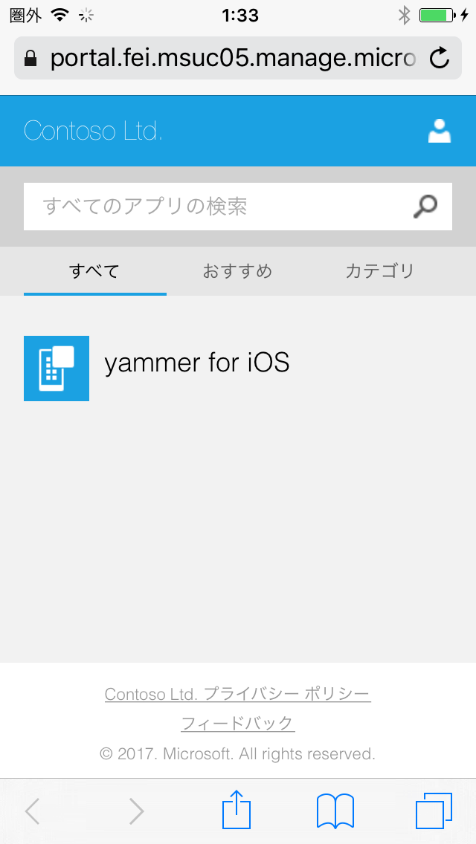 圏外 1:33
portal.fei.msuc05.manage.micro
Contoso Ltd.
すべてのアプリの検索
すべて おすすめ カテゴリ
yammer for iOS
Contoso Ltd. プライバシー ポリシー
フィードバック
© 2017. Microsoft. All rights reserved.